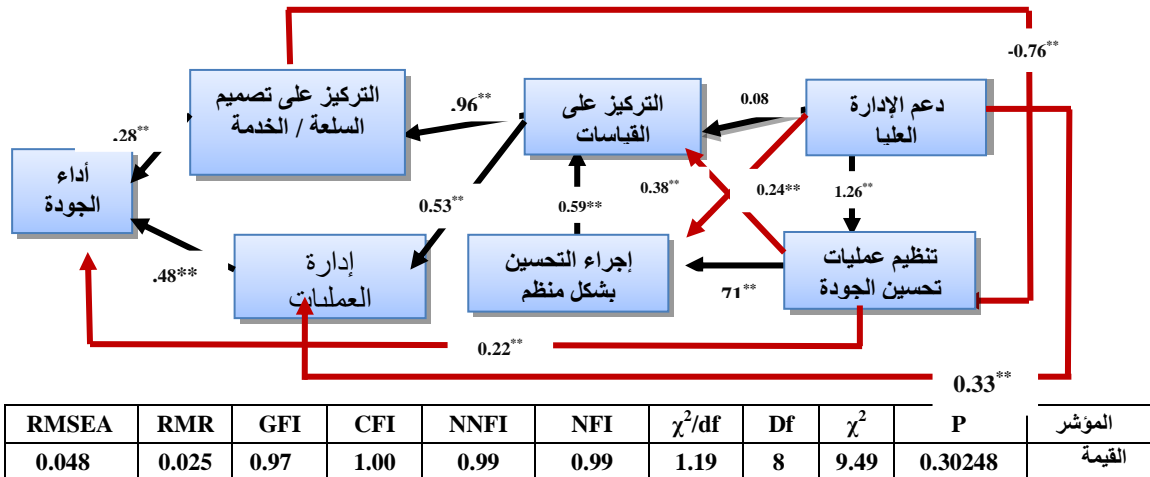 -0.76**
دعم الإدارة
العليا
0.08
التركيز على
القياسات
.96**
التركيز على تصميم
السلعة / الخدمة
.28**
أداء
الجودة
0.38**
0.24**
1.26**
0.53**
0.59**
تنظيم عمليات
تحسين الجودة
.71**
إجراء التحسين
بشكل منظم
إدارة
العمليات
.48**
0.22**
0.33**
المؤشر P χ²  Df χ²/df NFI NNFI CFI GFI RMR RMSEA
القيمة 0.30248 9.49 8 1.19 0.99 0.99 1.00 0.97 0.025 0.048